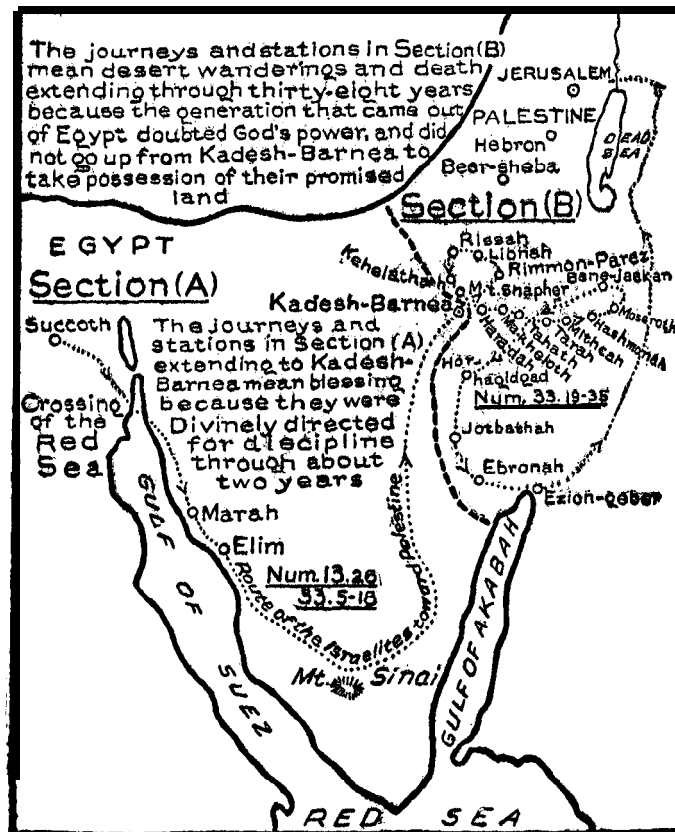 The journeys and stations in Section (B)
mean desert wanderings and death
extending through thirty-eight years
because the generation that came out
of Egypt doubted God's power, and did
not go up from Kadesh-Barnea to
take possession of their promised
land
JERUSALEM
PALESTINE
Hebron
Beer-sheba
DEAD
SEA
Section (B)
EGYPT
Section (A)
Succoth
Crossing
of the
Red
Sea
The Journeys and
stations in Section (A)
extending to Kadesh-
Barnea mean blessing
because they were
Divinely directed
for discipline
through about
two years
Kehelathah
Rissah
Libnah
Rimmon-Parez
Bane-Jaakan
Mt. Shapher
Kadesh-Barnea
Haradah
Makheloth
Tahath
Tarah
Mithcah
Hashmonah
Moseroth
Hor-
hagidgad
Num. 33.19-35
Jotbathah
Ebronah
Ezion-Geber
Marah
Elim
Num. 13.26
33.5-18
Route of the Israelites toward Palestine
Mt. Sinai
GULF OF SUEZ
GULF OF AKABAH
RED SEA